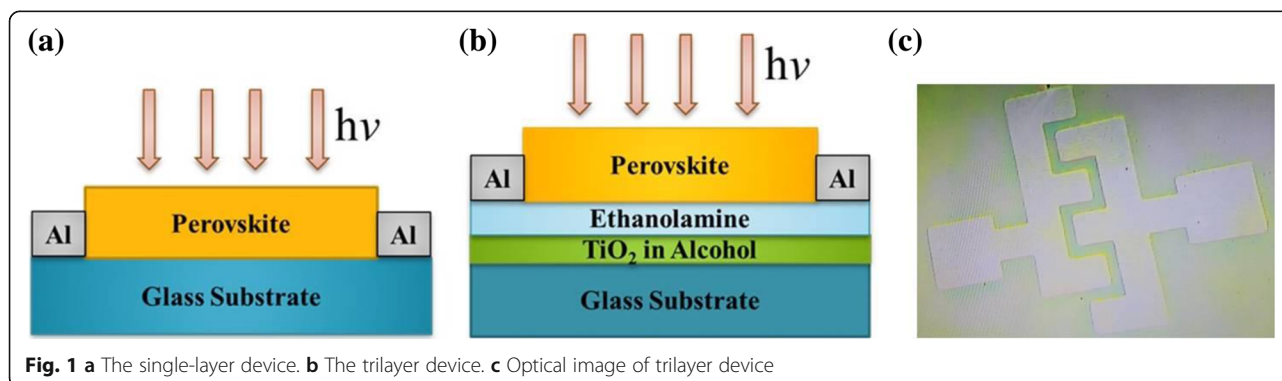 (a)
hν
Al
Perovskite
Al
Glass Substrate
(b)
hν
Al
Perovskite
Al
Ethanolamine
TiO₂ in Alcohol
Glass Substrate
(c)
Fig. 1 a The single-layer device. b The trilayer device. c Optical image of trilayer device